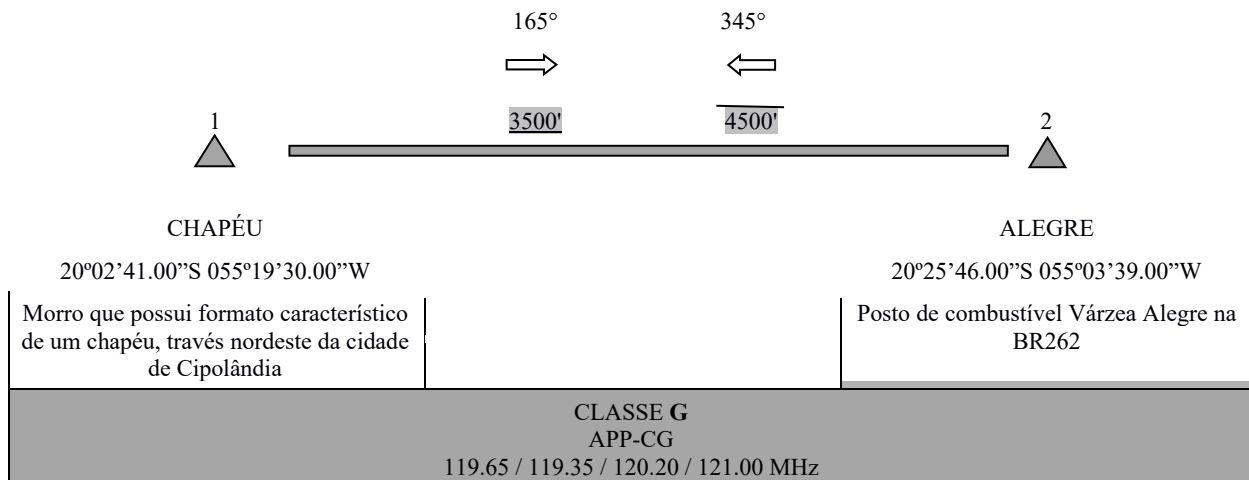 165° 345°
3500' 4500'
1 2
CHAPÉU
20º02’41.00”S 055º19’30.00”W
Morro que possui formato característico
de um chapéu, través nordeste da cidade
de Cipolândia
ALEGRE
20º25’46.00”S 055º03’39.00”W
Posto de combustível Várzea Alegre na
BR262
CLASSE G
APP-CG
119.65 / 119.35 / 120.20 / 121.00 MHz